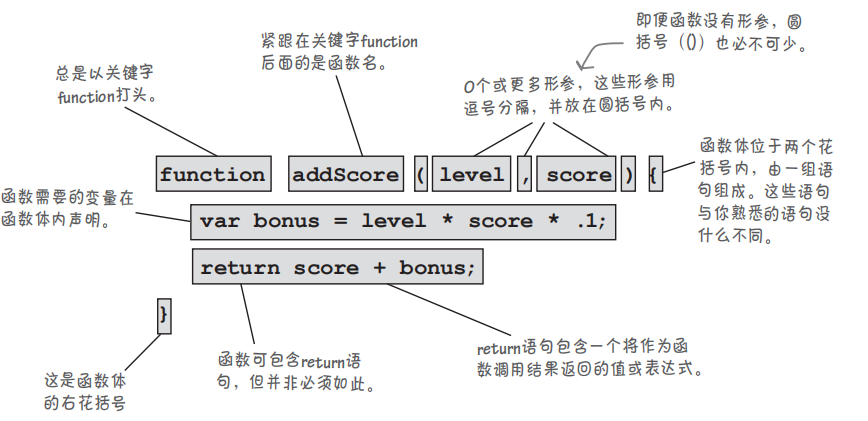 即便函数没有形参，圆
括号（()）也必不可少。
紧跟在关键字function
后面的是函数名。
总是以关键字
function打头。
0个或更多形参，这些形参用
逗号分隔，并放在圆括号内。
function addScore ( level , score ) {
函数体位于两个花
括号内，由一组语
句组成。这些语句
与你熟悉的语句没
什么不同。
函数需要的变量在
函数体内声明。
var bonus = level * score * .1;
return score + bonus;
}
函数可包含return语
句，但并非必须如此。
return语句包含一个将作为函
数调用结果返回的值或表达式。
这是函数体
的右花括号